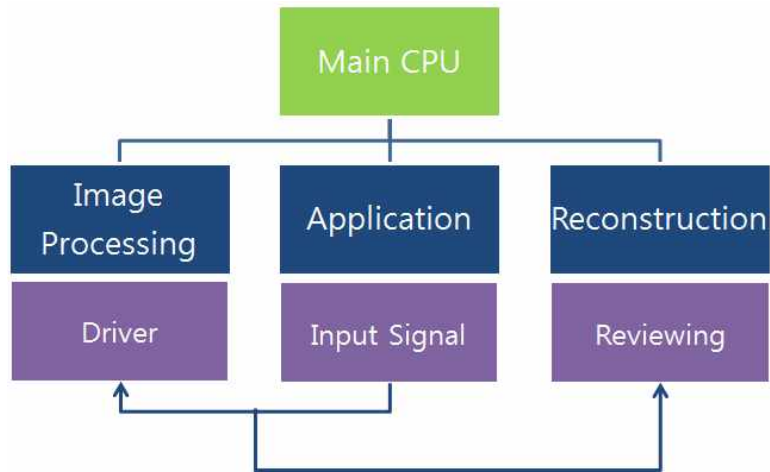 Main CPU
Image
Processing
Application
Reconstruction
Driver
Input Signal
Reviewing